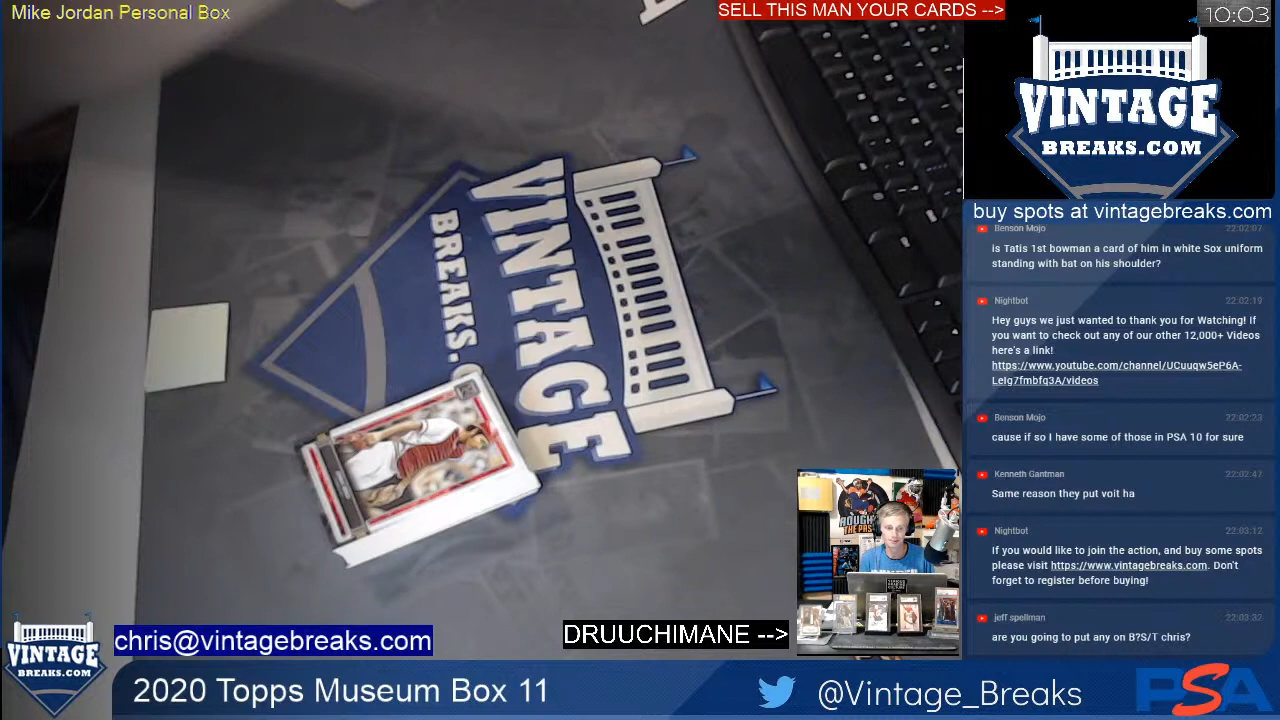 Mike Jordan Personal Box
SELL THIS MAN YOUR CARDS -->
10:03
VINTAGE
BREAKS.COM
buy spots at vintagebreaks.com
Benson Mojo 22:02:07
is Tatis 1st bowman a card of him in white Sox uniform
standing with bat on his shoulder?
Nightbot 22:02:19
Hey guys we just wanted to thank you for Watching! If
you want to check out any of our other 12,000+ Videos
here's a link!
https://www.youtube.com/channel/UCuuqw5eP6A-
LeIg7fmbfq3A/videos
Benson Mojo 22:02:23
cause if so I have some of those in PSA 10 for sure
Kenneth Gantman 22:02:47
Same reason they put voit ha
Nightbot 22:03:12
If you would like to join the action, and buy some spots
please visit https://www.vintagebreaks.com. Don't
forget to register before buying!
jeff spellman 22:03:32
are you going to put any on B?S/T chris?
VINTAGE
BREAKS.
ROUGH
THE PAS
DRUUCHIMANE -->
chris@vintagebreaks.com
VINTAGE
BREAKS.COM
2020 Topps Museum Box 11
@Vintage_Breaks
PSA